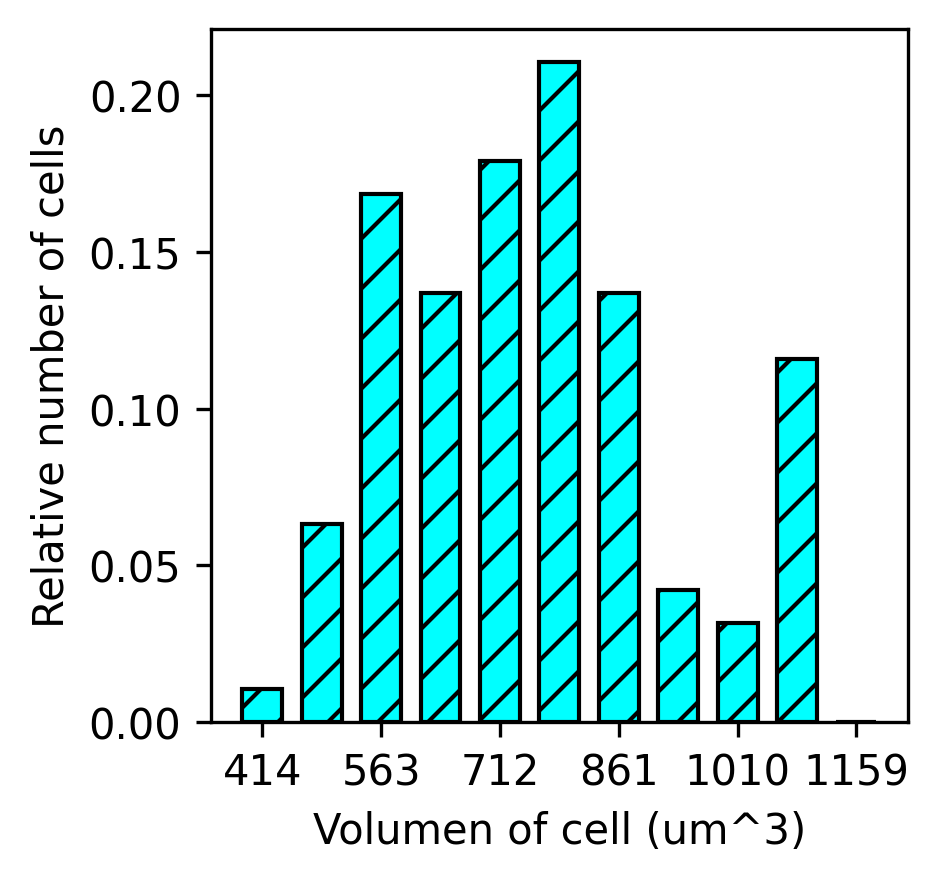 0.20
0.15
0.10
0.05
0.00
Relative number of cells
414 563 712 861 1010 1159
Volumen of cell (um^3)